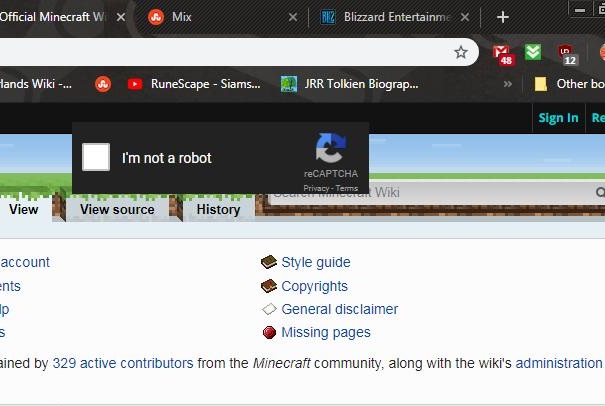 Official Minecraft Wi
Mix
Blizzard Entertainme
48
12
lands Wiki -...
RuneScape - Siams...
JRR Tolkien Biograp...
»
Other bo
Sign In
Re
I'm not a robot
reCAPTCHA
Privacy - Terms
Search Minecraft Wiki
View
View source
History
account
Style guide
ents
Copyrights
lp
General disclaimer
s
Missing pages
ained by 329 active contributors from the Minecraft community, along with the wiki's administration